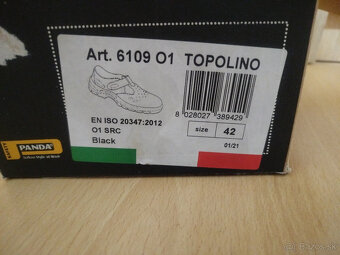 Art. 6109 O1 TOPOLINO
EN ISO 20347:2012
O1 SRC
Black
8 028027 389429
size 42
01/21
SAFETY
PANDA